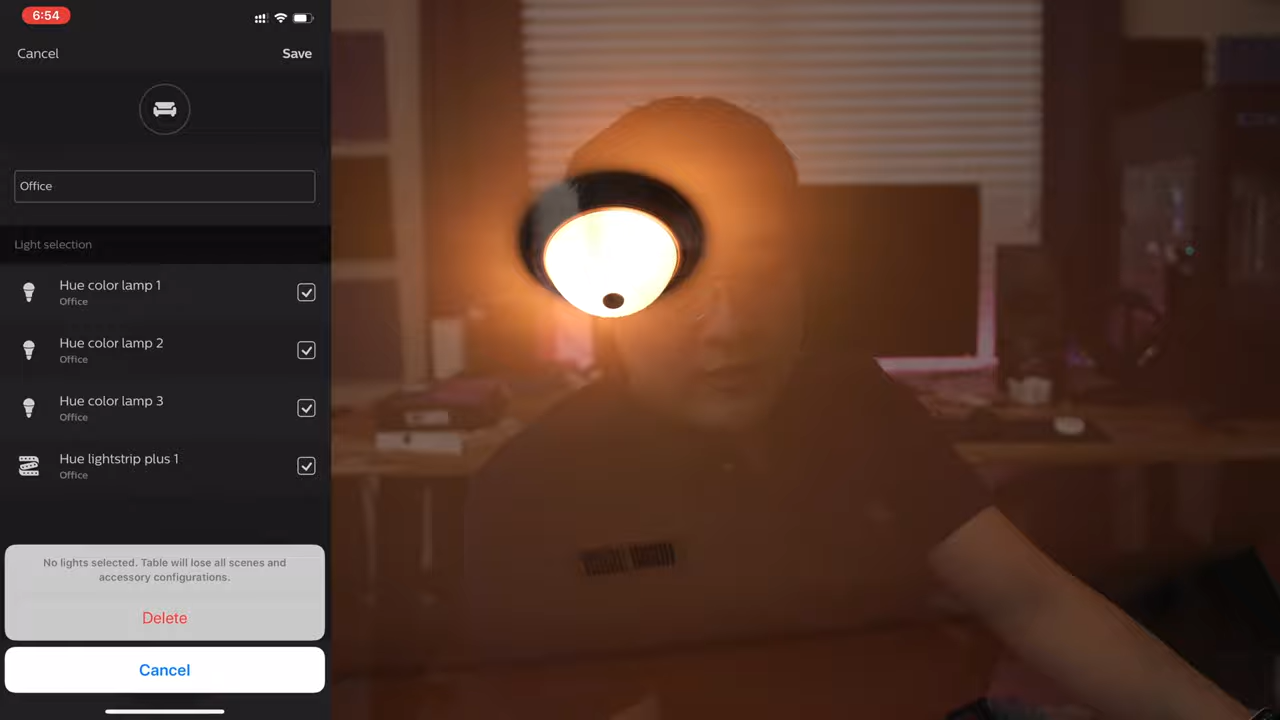 6:54
Cancel
Save
Office
Light selection
Hue color lamp 1
Office
Hue color lamp 2
Office
Hue color lamp 3
Office
Hue lightstrip plus 1
Office
No lights selected. Table will lose all scenes and
accessory configurations.
Delete
Cancel